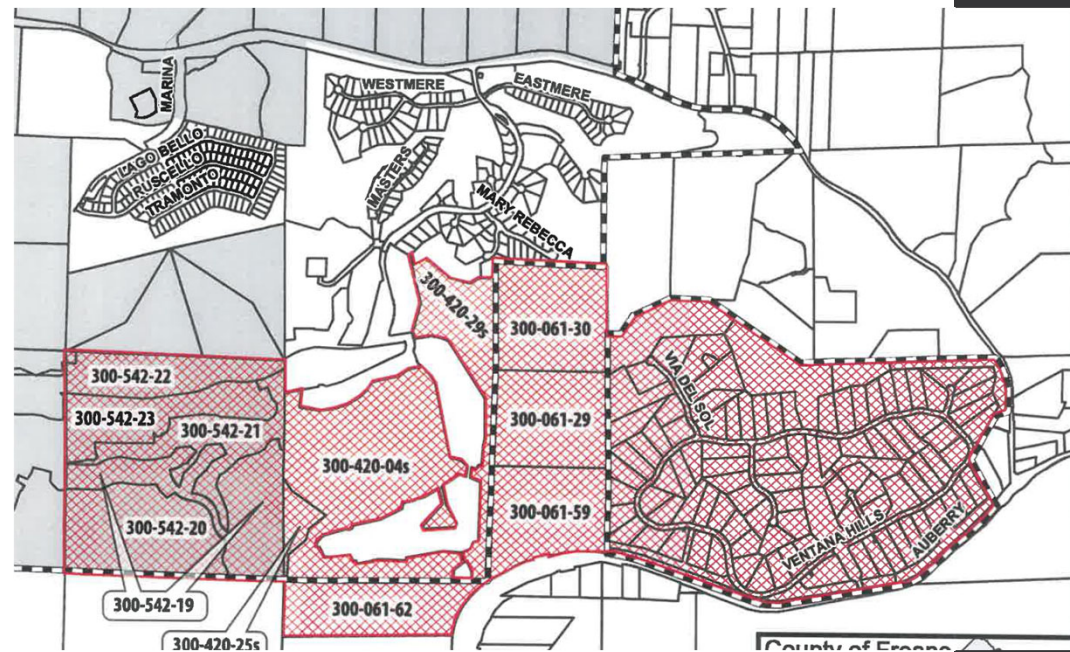 WESTMERE
EASTMERE
MARINA
LAGO BELLO
RUSCELLO
TRAMONTO
MASTERS
MARY REBECCA
300-420-29s
300-061-30
VIA DEL SOL
300-542-22
300-542-23
300-542-21
300-061-29
300-420-04s
300-061-59
300-542-20
VENTANA HILLS
AUBERRY
300-542-19
300-061-62
300-420-25s
County of Fresno